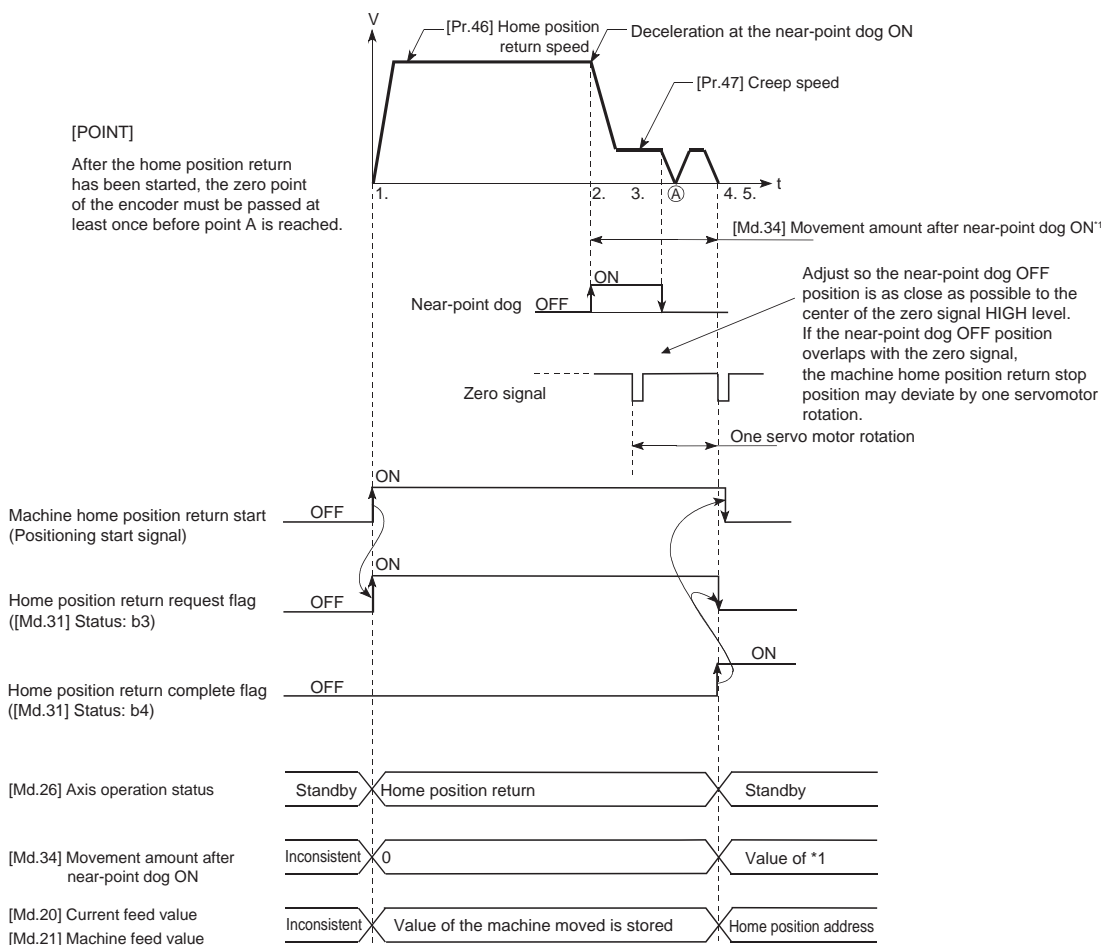 V
[Pr.46] Home position
return speed
Deceleration at the near-point dog ON
[Pr.47] Creep speed
[POINT]
After the home position return
has been started, the zero point
of the encoder must be passed at
least once before point A is reached.
t
1.
2.
3.
A
4. 5.
[Md.34] Movement amount after near-point dog ON*1
ON
Near-point dog
OFF
Adjust so the near-point dog OFF
position is as close as possible to the
center of the zero signal HIGH level.
If the near-point dog OFF position
overlaps with the zero signal,
the machine home position return stop
position may deviate by one servomotor
rotation.
Zero signal
One servo motor rotation
ON
Machine home position return start
(Positioning start signal)
OFF
ON
Home position return request flag
([Md.31] Status: b3)
OFF
ON
Home position return complete flag
([Md.31] Status: b4)
OFF
[Md.26] Axis operation status
Standby
Home position return
Standby
[Md.34] Movement amount after
near-point dog ON
Inconsistent
0
Value of *1
[Md.20] Current feed value
[Md.21] Machine feed value
Inconsistent
Value of the machine moved is stored
Home position address